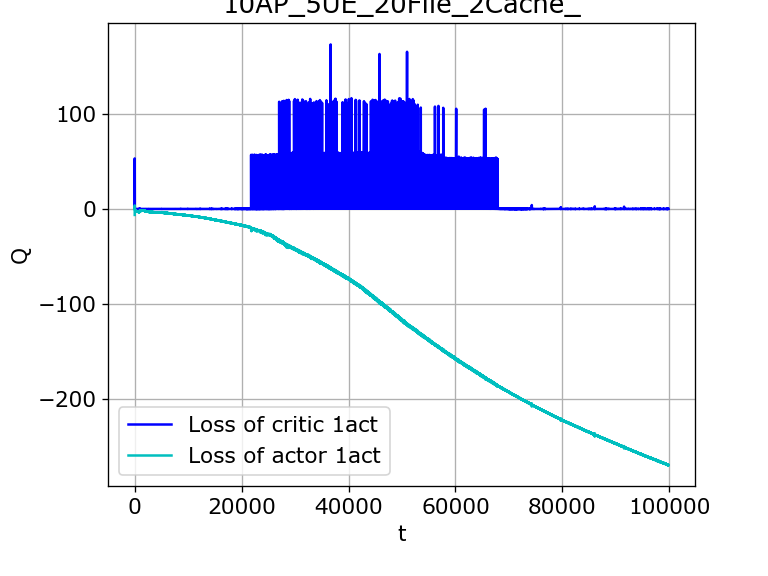 10AP_5UE_20File_2Cache_
100
0
−100
−200
Q
Loss of critic 1act
Loss of actor 1act
0 20000 40000 60000 80000 100000
t